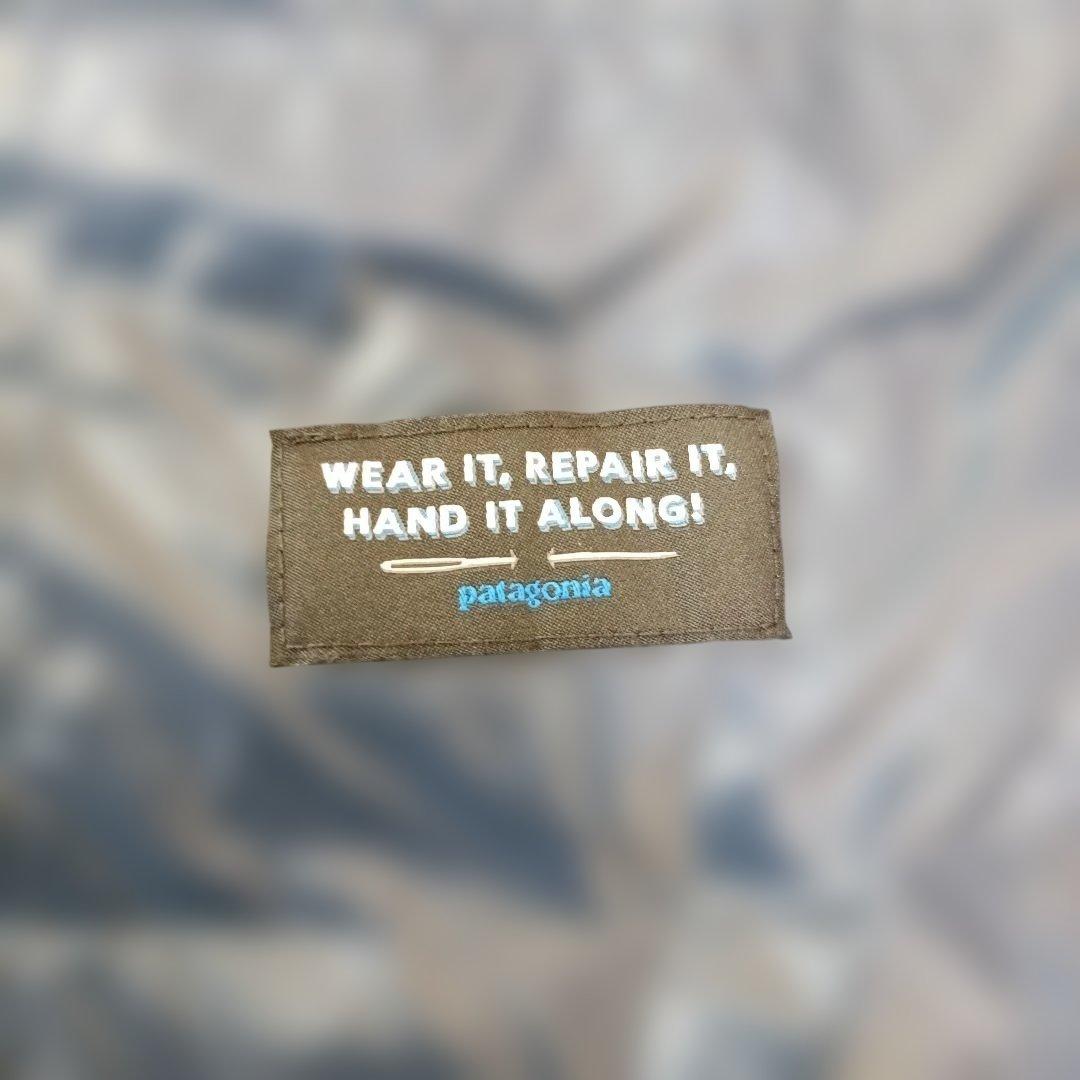 WEAR IT, REPAIR IT,
HAND IT ALONG!
patagonia